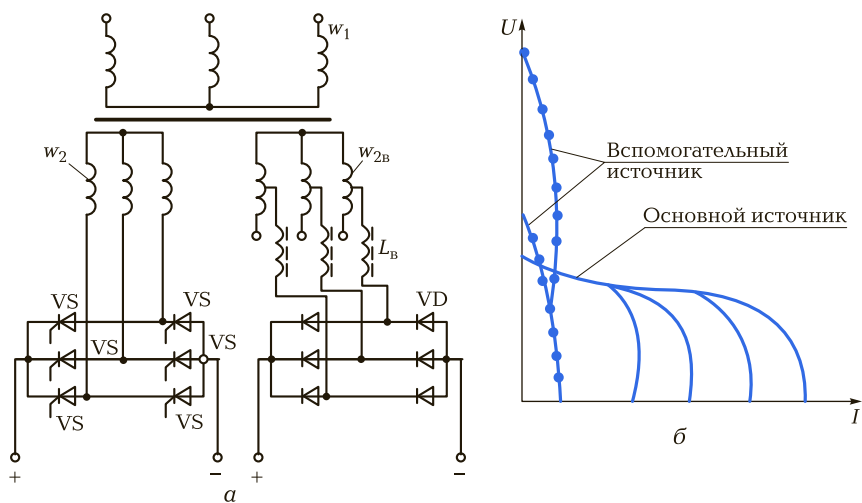 w₁
w₂
w₂в
Lв
VS
VS
VD
VS
VS
VS
VS
+
−
+
−
а
U
Вспомогательный
источник
Основной источник
I
б